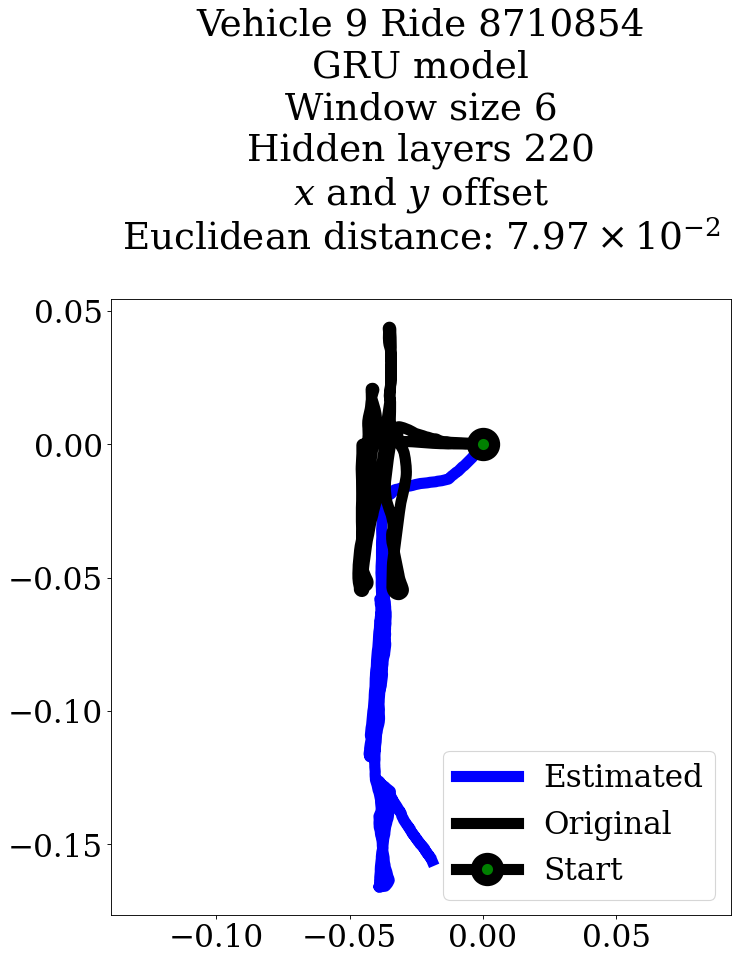 Vehicle 9 Ride 8710854
GRU model
Window size 6
Hidden layers 220
x and y offset
Euclidean distance: 7.97 × 10⁻²
0.05
0.00
−0.05
−0.10
−0.15
Estimated
Original
Start
−0.10 −0.05 0.00 0.05